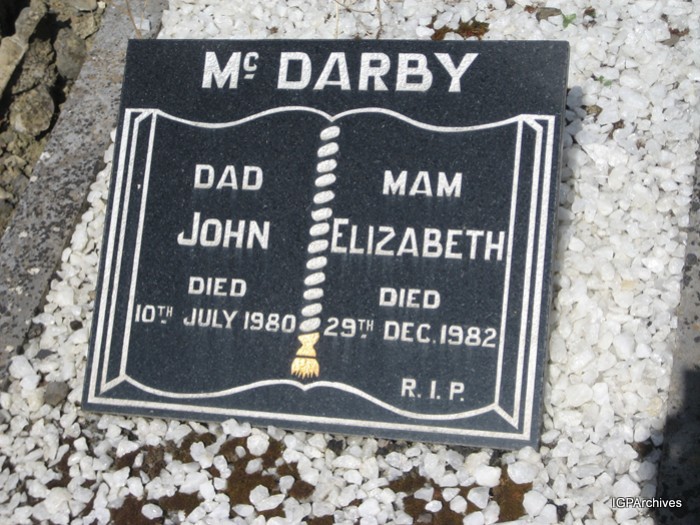 Mc DARBY
DAD
JOHN
DIED
10TH JULY 1980
MAM
ELIZABETH
DIED
29TH DEC. 1982
R. I. P.
IGPArchives